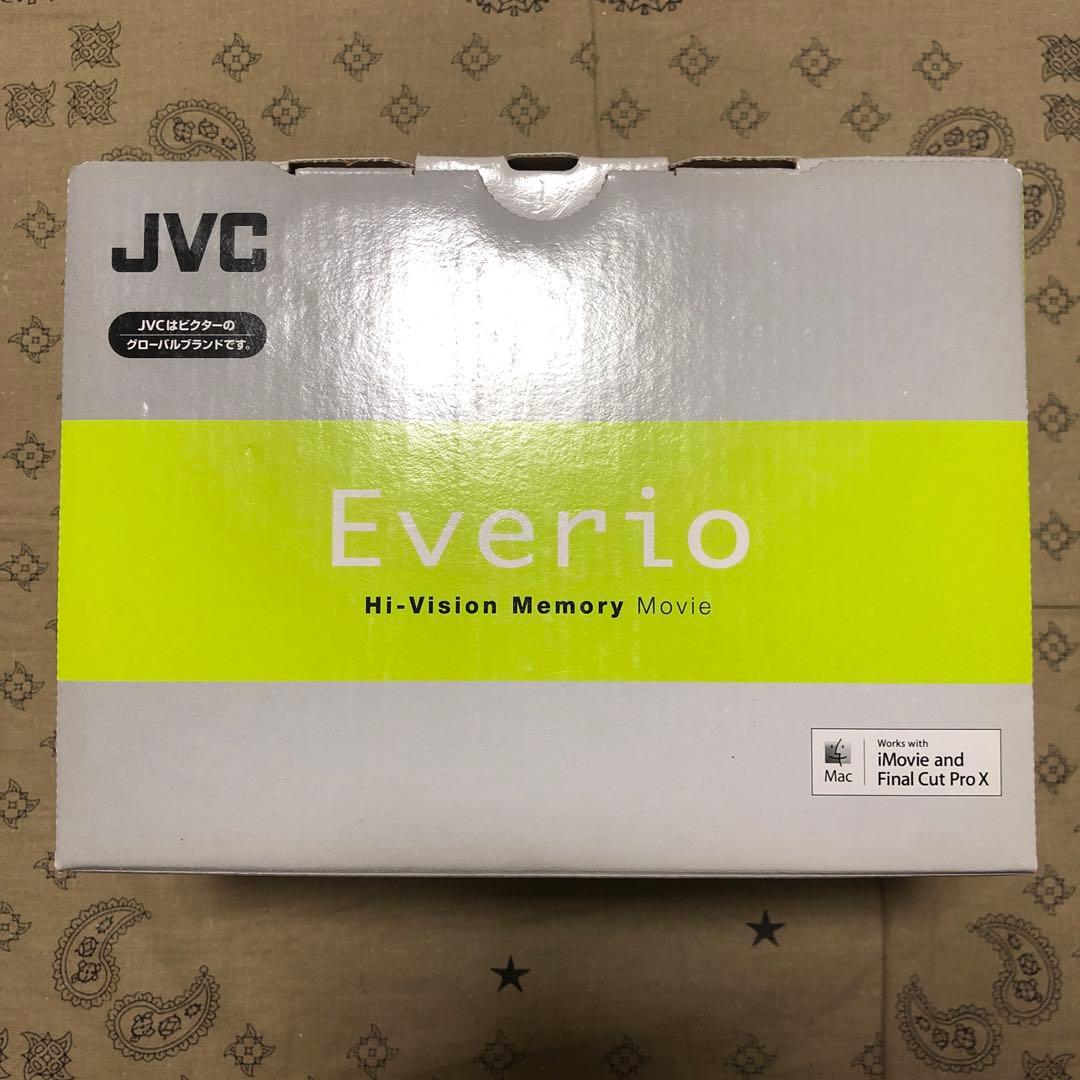 JVC
JVCはビクターの
グローバルブランドです。
Everio
Hi-Vision Memory Movie
Mac
Works with
iMovie and
Final Cut Pro X